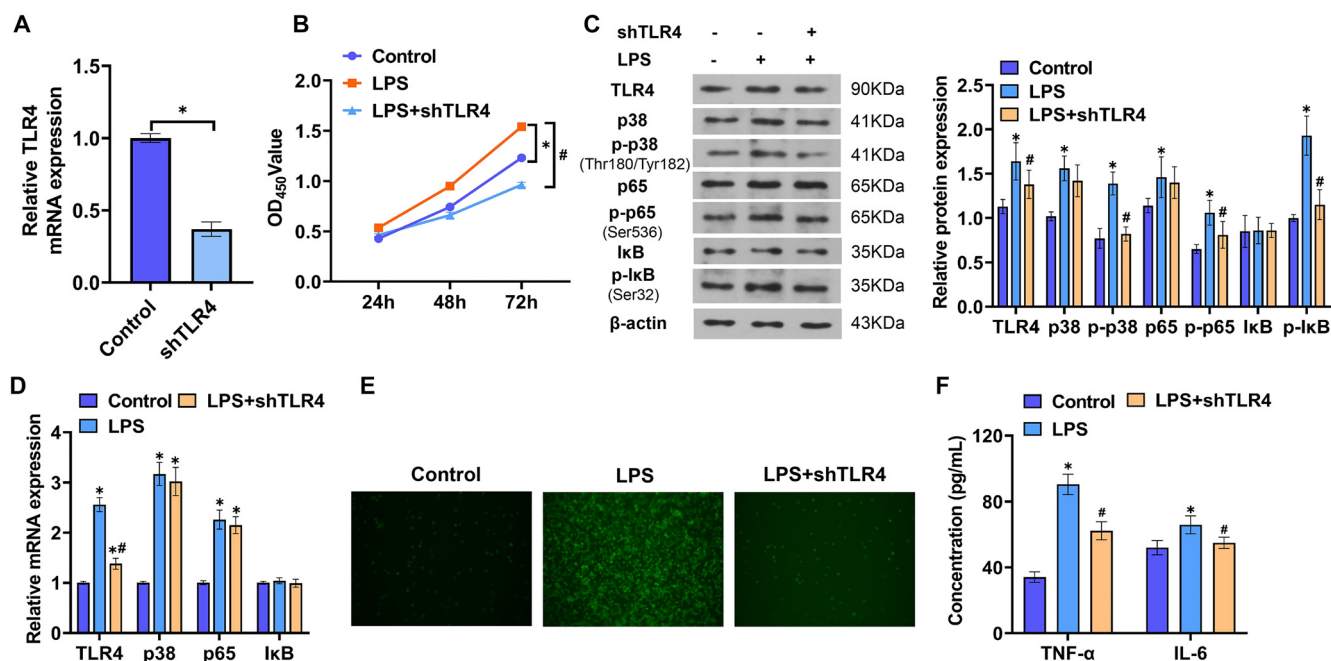 A
Relative TLR4
mRNA expression
1.5
1.0
0.5
0.0
*
Control
shTLR4
B
Control
LPS
LPS+shTLR4
OD450Value
2.0
1.5
1.0
0.5
0.0
24h
48h
72h
*
#
C
shTLR4 - - +
LPS - + +
TLR4 90KDa
p38 41KDa
p-p38 41KDa
(Thr180/Tyr182)
p65 65KDa
p-p65 65KDa
(Ser536)
IκB 35KDa
p-IκB 35KDa
(Ser32)
β-actin 43KDa
Control
LPS
LPS+shTLR4
Relative protein expression
2.5
2.0
1.5
1.0
0.5
0.0
* # * * # * * # * #
TLR4 p38 p-p38 p65 p-p65 IκB p-IκB
D
Control LPS+shTLR4
LPS
Relative mRNA expression
4
3
2
1
0
* *# * * * *
TLR4 p38 p65 IκB
E
Control LPS LPS+shTLR4
F
Control LPS+shTLR4
LPS
Concentration (pg/mL)
120
80
40
0
* # * #
TNF-α IL-6